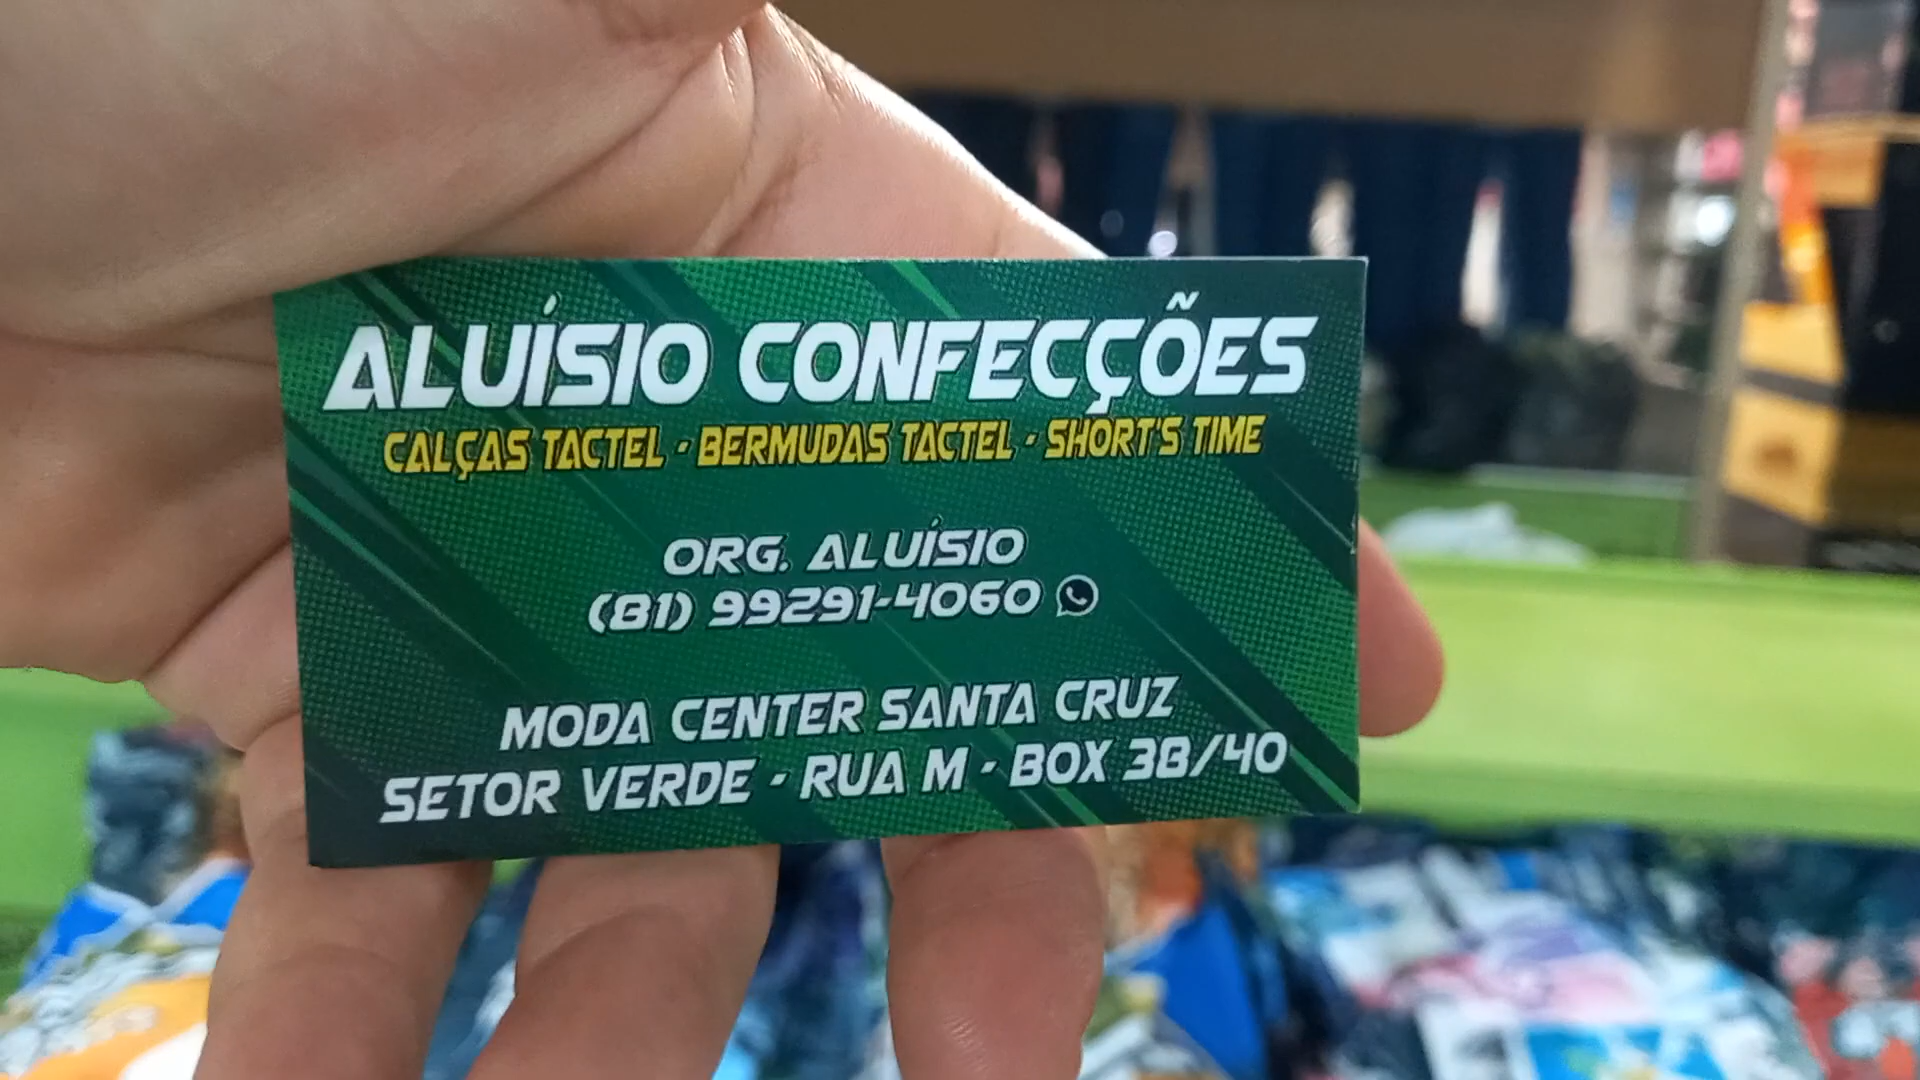 ALUÍSIO CONFECÇÕES
CALÇAS TACTEL · BERMUDAS TACTEL · SHORT'S TIME
ORG. ALUÍSIO
(81) 99291-4060
MODA CENTER SANTA CRUZ
SETOR VERDE · RUA M · BOX 38/40